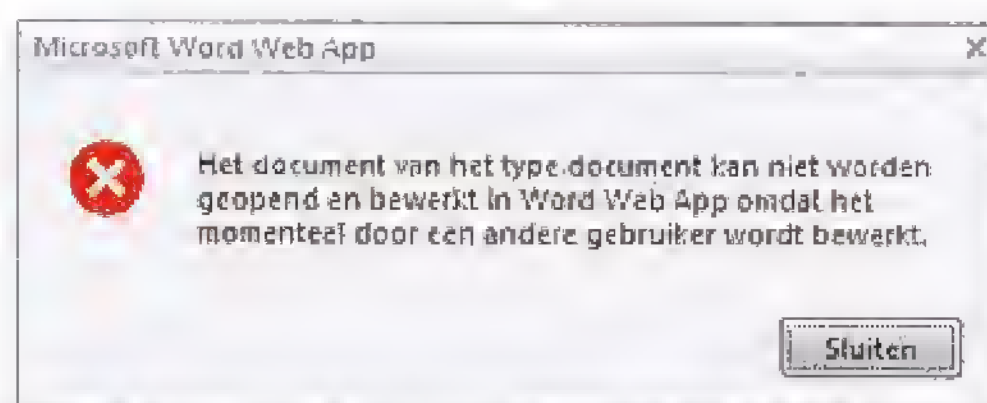 Microsoft Word Web App
Het document van het type document kan niet worden
geopend en bewerkt in Word Web App omdat het
momenteel door een andere gebruiker wordt bewerkt.
Sluiten